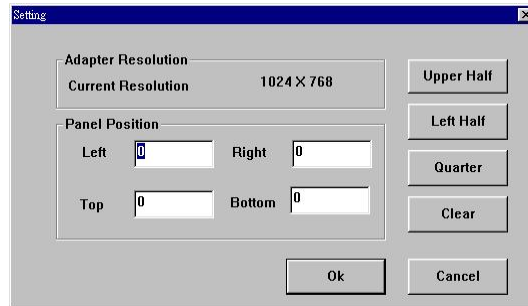 Setting
Adapter Resolution
Current Resolution 1024 X 768
Panel Position
Left 0 Right 0
Top 0 Bottom 0
Upper Half
Left Half
Quarter
Clear
Ok Cancel